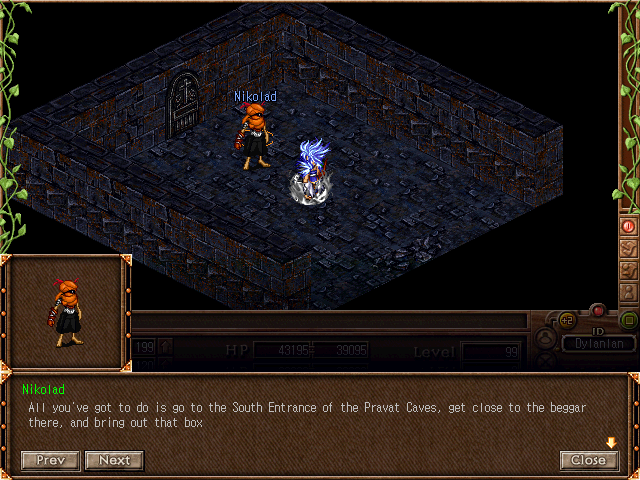 Nikolad
+2
ID
Dylanian
199
HP
43195
39095
Level
99
Nikolad
All you've got to do is go to the South Entrance of the Pravat Caves, get close to the beggar
there, and bring out that box
Prev
Next
Close